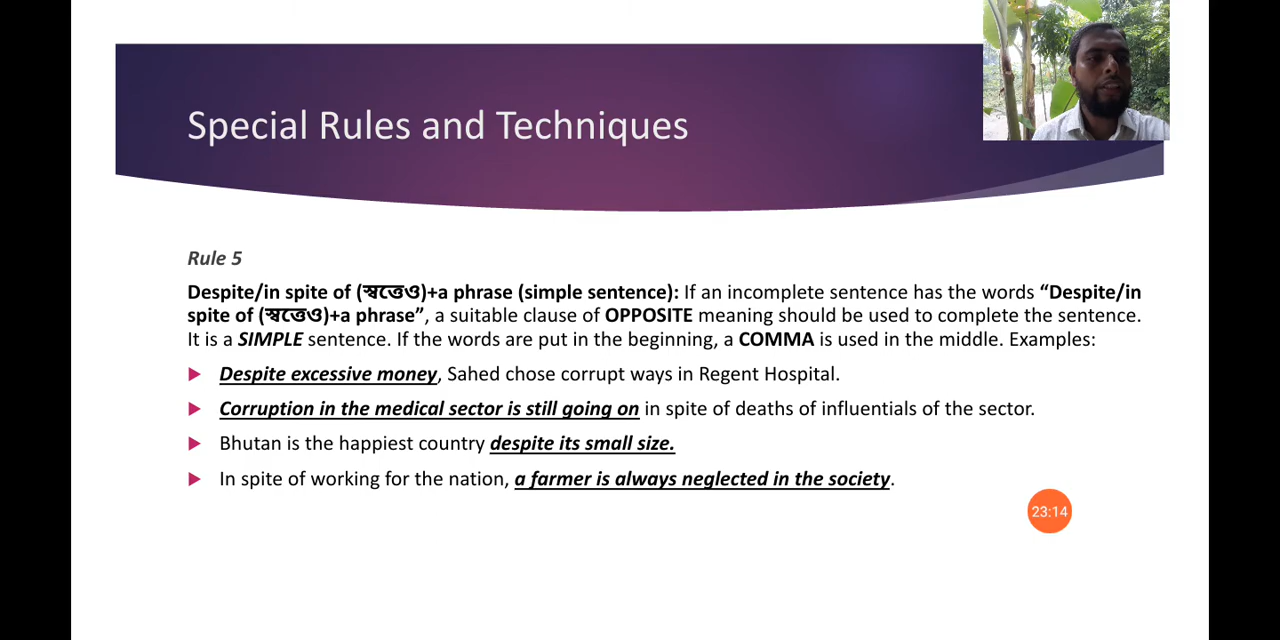 Special Rules and Techniques
Rule 5
Despite/in spite of (স্বত্তেও)+a phrase (simple sentence): If an incomplete sentence has the words “Despite/in
spite of (স্বত্তেও)+a phrase”, a suitable clause of OPPOSITE meaning should be used to complete the sentence.
It is a SIMPLE sentence. If the words are put in the beginning, a COMMA is used in the middle. Examples:
Despite excessive money, Sahed chose corrupt ways in Regent Hospital.
Corruption in the medical sector is still going on in spite of deaths of influentials of the sector.
Bhutan is the happiest country despite its small size.
In spite of working for the nation, a farmer is always neglected in the society.
23:14